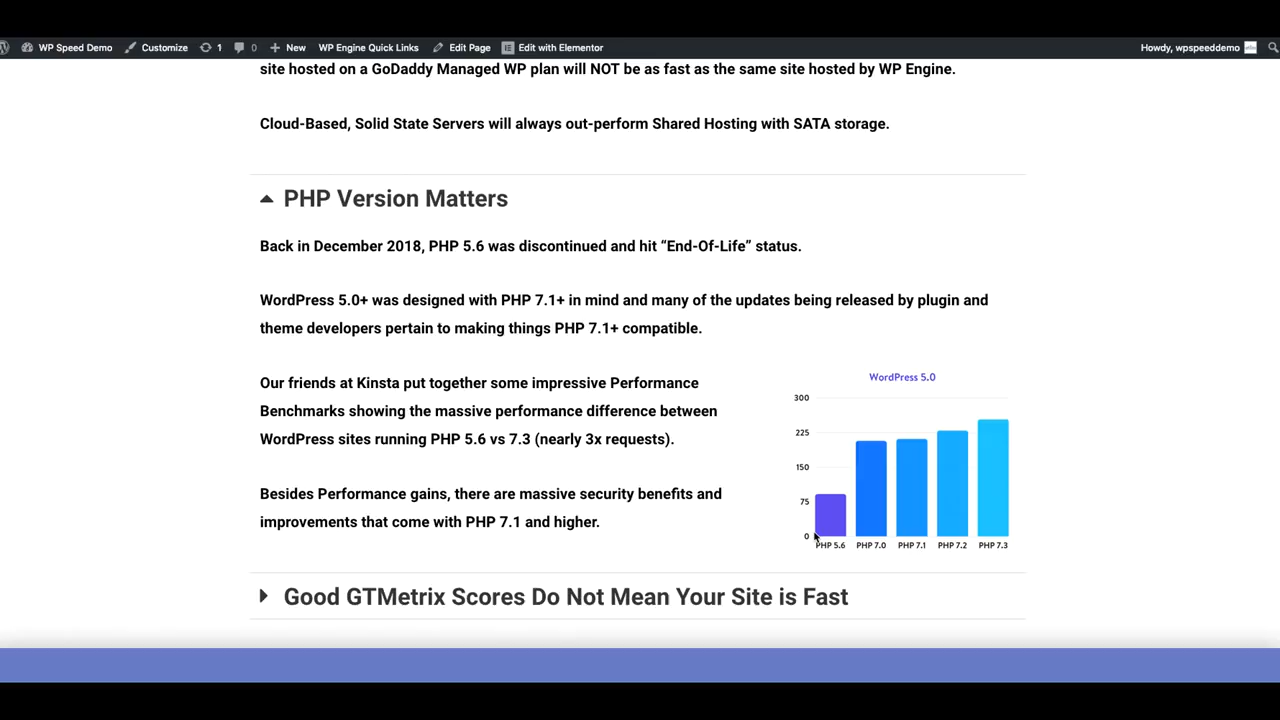 WP Speed Demo Customize 1 0 New WP Engine Quick Links Edit Page Edit with Elementor Howdy, wpspeeddemo
site hosted on a GoDaddy Managed WP plan will NOT be as fast as the same site hosted by WP Engine.
Cloud-Based, Solid State Servers will always out-perform Shared Hosting with SATA storage.
PHP Version Matters
Back in December 2018, PHP 5.6 was discontinued and hit “End-Of-Life” status.
WordPress 5.0+ was designed with PHP 7.1+ in mind and many of the updates being released by plugin and
theme developers pertain to making things PHP 7.1+ compatible.
Our friends at Kinsta put together some impressive Performance
Benchmarks showing the massive performance difference between
WordPress sites running PHP 5.6 vs 7.3 (nearly 3x requests).
Besides Performance gains, there are massive security benefits and
improvements that come with PHP 7.1 and higher.
WordPress 5.0
300
225
150
75
0
PHP 5.6 PHP 7.0 PHP 7.1 PHP 7.2 PHP 7.3
Good GTMetrix Scores Do Not Mean Your Site is Fast